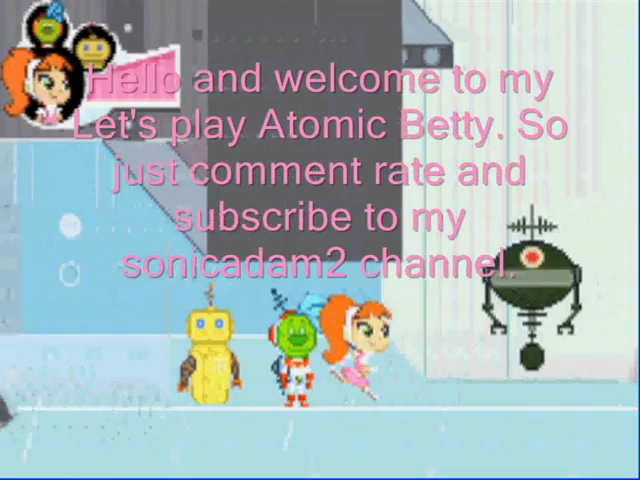 Hello and welcome to my
Let's play Atomic Betty. So
just comment rate and
subscribe to my
sonicadam2 channel.